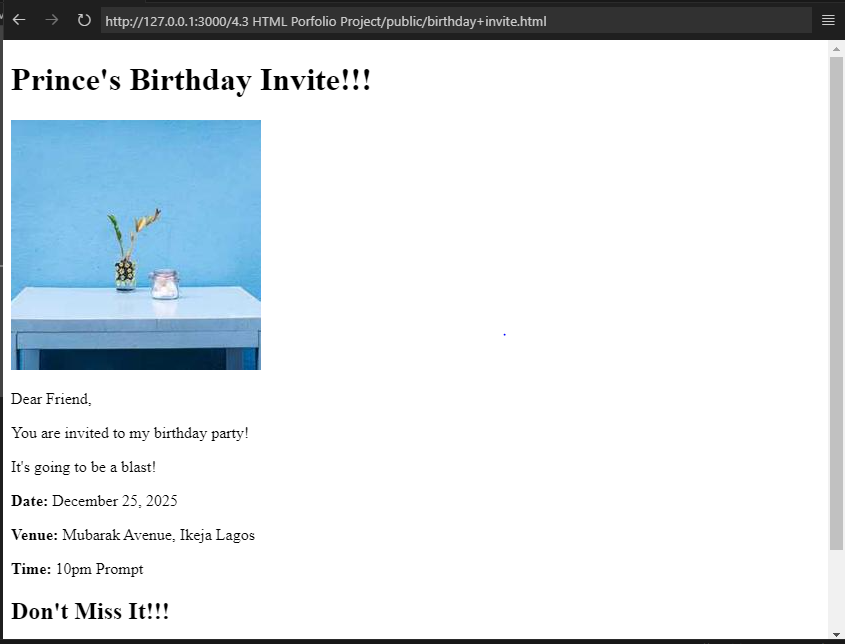 http://127.0.0.1:3000/4.3 HTML Porfolio Project/public/birthday+invite.html
Prince's Birthday Invite!!!
Dear Friend,
You are invited to my birthday party!
It's going to be a blast!
Date: December 25, 2025
Venue: Mubarak Avenue, Ikeja Lagos
Time: 10pm Prompt
Don't Miss It!!!